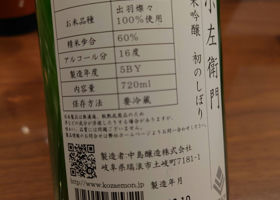 お米品種
出羽燦々
100%使用
精米歩合
60%
アルコール分
16度
製造年度
5BY
内容量
720ml
保存方法
要冷蔵
小左衛門
米吟醸 初のしぼり
製造者:中島醸造株式会社
岐阜県瑞浪市土岐町7181-1
http://www.kozaemon.jp/
製造年月